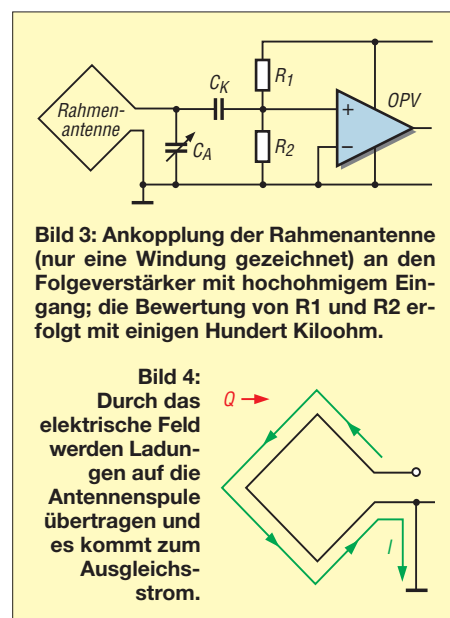 Rahmen-
antenne
C_K
C_A
R_1
R_2
+
−
OPV
Bild 3: Ankopplung der Rahmenantenne
(nur eine Windung gezeichnet) an den
Folgeverstärker mit hochohmigem Ein-
gang; die Bewertung von R1 und R2 er-
folgt mit einigen Hundert Kiloohm.
Bild 4:
Durch das
elektrische Feld
werden Ladun-
gen auf die
Antennenspule
übertragen und
es kommt zum
Ausgleichs-
strom.
Q
I